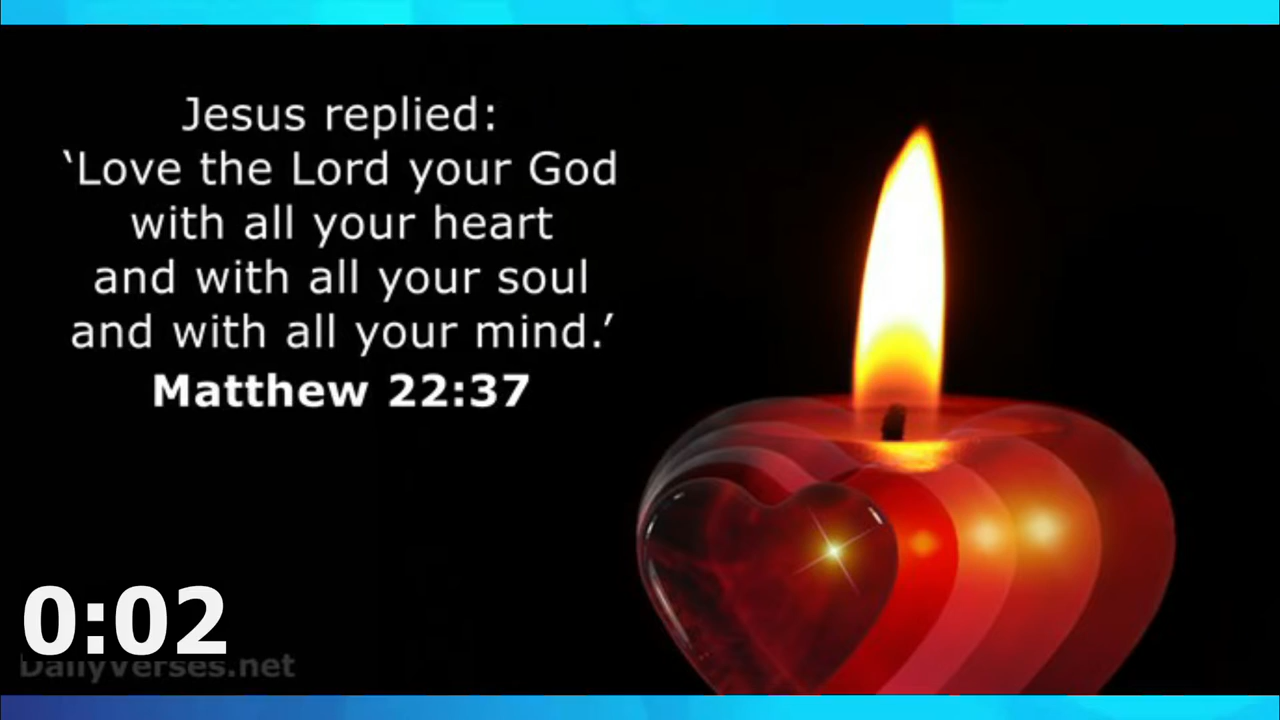 Jesus replied:
‘Love the Lord your God
with all your heart
and with all your soul
and with all your mind.’
Matthew 22:37
0:02
DailyVerses.net